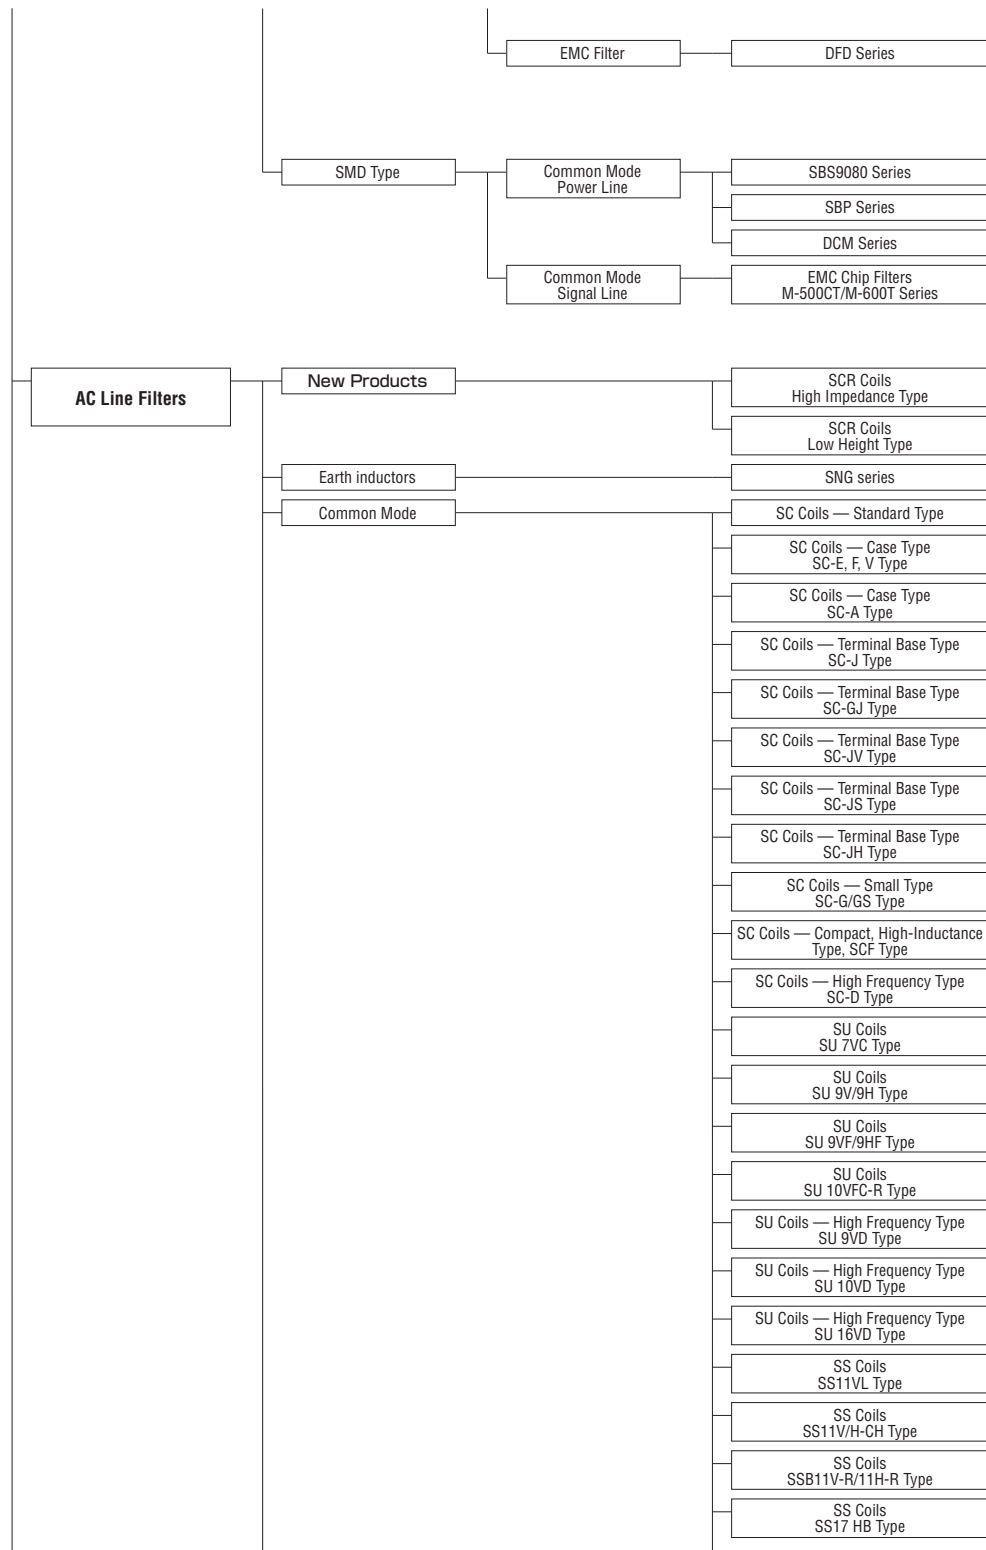 EMC Filter
DFD Series
SMD Type
Common Mode
Power Line
SBS9080 Series
SBP Series
DCM Series
Common Mode
Signal Line
EMC Chip Filters
M-500CT/M-600T Series
AC Line Filters
New Products
SCR Coils
High Impedance Type
SCR Coils
Low Height Type
Earth inductors
SNG series
Common Mode
SC Coils — Standard Type
SC Coils — Case Type
SC-E, F, V Type
SC Coils — Case Type
SC-A Type
SC Coils — Terminal Base Type
SC-J Type
SC Coils — Terminal Base Type
SC-GJ Type
SC Coils — Terminal Base Type
SC-JV Type
SC Coils — Terminal Base Type
SC-JS Type
SC Coils — Terminal Base Type
SC-JH Type
SC Coils — Small Type
SC-G/GS Type
SC Coils — Compact, High-Inductance
Type, SCF Type
SC Coils — High Frequency Type
SC-D Type
SU Coils
SU 7VC Type
SU Coils
SU 9V/9H Type
SU Coils
SU 9VF/9HF Type
SU Coils
SU 10VFC-R Type
SU Coils — High Frequency Type
SU 9VD Type
SU Coils — High Frequency Type
SU 10VD Type
SU Coils — High Frequency Type
SU 16VD Type
SS Coils
SS11VL Type
SS Coils
SS11V/H-CH Type
SS Coils
SSB11V-R/11H-R Type
SS Coils
SS17 HB Type